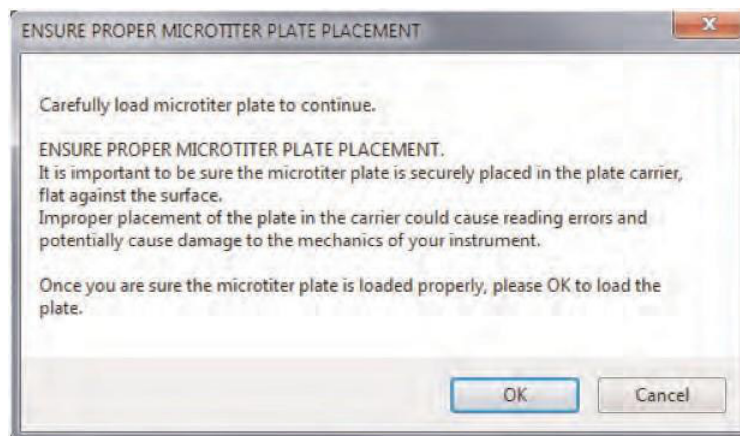 ENSURE PROPER MICROTITER PLATE PLACEMENT
Carefully load microtiter plate to continue.
ENSURE PROPER MICROTITER PLATE PLACEMENT.
It is important to be sure the microtiter plate is securely placed in the plate carrier,
flat against the surface.
Improper placement of the plate in the carrier could cause reading errors and
potentially cause damage to the mechanics of your instrument.
Once you are sure the microtiter plate is loaded properly, please OK to load the
plate.
OK
Cancel